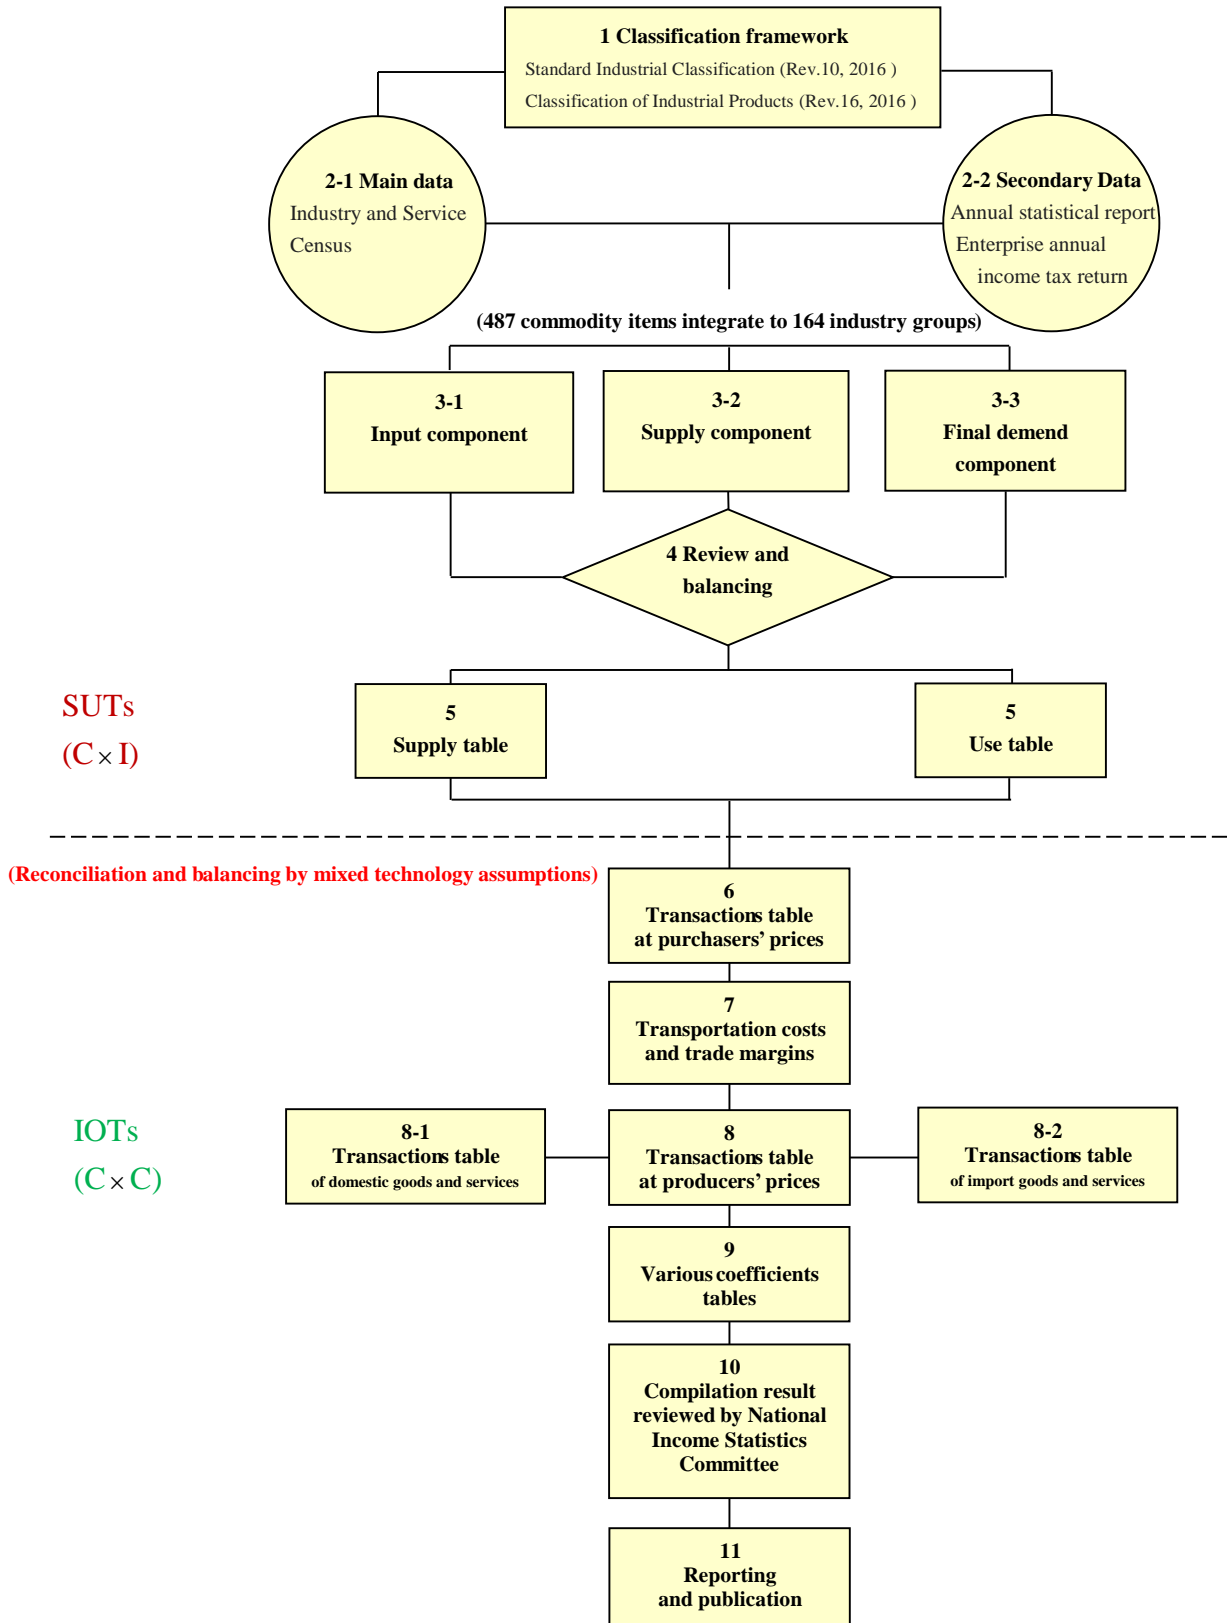 1 Classification framework
Standard Industrial Classification (Rev.10, 2016 )
Classification of Industrial Products (Rev.16, 2016 )
2-1 Main data
Industry and Service
Census
2-2 Secondary Data
Annual statistical report
Enterprise annual
income tax return
(487 commodity items integrate to 164 industry groups)
3-1
Input component
3-2
Supply component
3-3
Final demend
component
4 Review and
balancing
SUTs
(C × I)
5
Supply table
5
Use table
(Reconciliation and balancing by mixed technology assumptions)
6
Transactions table
at purchasers’ prices
7
Transportation costs
and trade margins
IOTs
(C × C)
8-1
Transactions table
of domestic goods and services
8
Transactions table
at producers’ prices
8-2
Transactions table
of import goods and services
9
Various coefficients
tables
10
Compilation result
reviewed by National
Income Statistics
Committee
11
Reporting
and publication